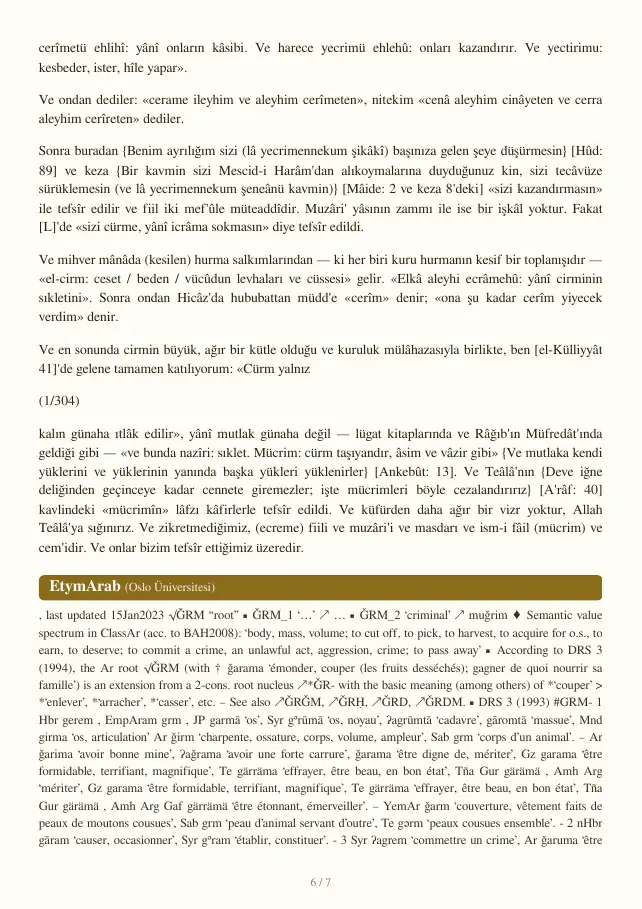 cerîmetü ehlihî: yânî onların kâsibi. Ve harece yecrimü ehlehû: onları kazandırır. Ve yectirimu:
kesbeder, ister, hîle yapar».
Ve ondan dediler: «cerame ileyhim ve aleyhim cerîmeten», nitekim «cenâ aleyhim cinâyeten ve cerra
aleyhim cerîreten» dediler.
Sonra buradan {Benim ayrılığım sizi (lâ yecrimennekum şikâkî) başınıza gelen şeye düşürmesin} [Hûd:
89] ve keza {Bir kavmin sizi Mescid-i Harâm'dan alıkoymalarına duyduğunuz kin, sizi tecâvüze
sürüklemesin (ve lâ yecrimennekum şeneânü kavmin)} [Mâide: 2 ve keza 8'deki] «sizi kazandırmasın»
ile tefsîr edilir ve fiil iki mef'ûle müteaddîdir. Muzâri' yâsının zammı ile ise bir işkâl yoktur. Fakat
[L]'de «sizi cürme, yânî icrâma sokmasın» diye tefsîr edildi.
Ve mihver mânâda (kesilen) hurma salkımlarından — ki her biri kuru hurmanın kesif bir toplanışıdır —
«el-cirm: ceset / beden / vücûdun levhaları ve cüssesi» gelir. «Elkâ aleyhi ecrâmehû: yânî cirminin
sıkletini». Sonra ondan Hicâz'da hububattan müdd'e «cerîm» denir; «ona şu kadar cerîm yiyecek
verdim» denir.
Ve en sonunda cirmin büyük, ağır bir kütle olduğu ve kuruluk mülâhazasıyla birlikte, ben [el-Külliyyât
41]'de gelene tamamen katılıyorum: «Cürm yalnız
(1/304)
kalın günaha ıtlâk edilir», yânî mutlak günaha değil — lügat kitaplarında ve Râğıb'ın Müfredât'ında
geldiği gibi — «ve bunda nazîri: sıklet. Mücrim: cürm taşıyandır, âsim ve vâzir gibi» {Ve mutlaka kendi
yüklerini ve yüklerinin yanında başka yükleri yüklenirler} [Ankebût: 13]. Ve Teâlâ'nın {Deve iğne
deliğinden geçinceye kadar cennete giremezler; işte mücrimleri böyle cezalandırırız} [A'râf: 40]
kavlindeki «mücrimîn» lâfzı kâfirlerle tefsîr edildi. Ve küfürden daha ağır bir vizr yoktur, Allah
Teâlâ'ya sığınırız. Ve zikretmediğimiz, (ecreme) fiili ve muzâri'i ve masdarı ve ism-i fâil (mücrim) ve
cem'idir. Ve onlar bizim tefsîr ettiğimiz üzeredir.
EtymArab (Oslo Üniversitesi)
, last updated 15Jan2023 √ĞRM “root” ▪ ĞRM_1 ‘…’ ↗ … ▪ ĞRM_2 ‘criminal’ ↗ muğrim ♦ Semantic value
spectrum in ClassAr (acc. to BAH2008): ‘body, mass, volume; to cut off, to pick, to harvest, to acquire for o.s., to
earn, to deserve; to commit a crime, an unlawful act, aggression, crime; to pass away’ ▪ According to DRS 3
(1994), the Ar root √ĞRM (with † ğarama ‘émonder, couper (les fruits desséchés); gagner de quoi nourrir sa
famille’) is an extension from a 2-cons. root nucleus ↗*ĞR- with the basic meaning (among others) of *‘couper’ >
*‘enlever’, *‘arracher’, *‘casser’, etc. – See also ↗ĞRĞM, ↗ĞRḤ, ↗ĞRD, ↗ĞRDM. ▪ DRS 3 (1993) #GRM- 1
Hbr gerem , EmpAram grm , JP garmā ‘os’, Syr gᵊrūmā ‘os, noyau’, ʔagrūmtā ‘cadavre’, gāromtā ‘massue’, Mnd
girma ‘os, articulation’ Ar ğirm ‘charpente, ossature, corps, volume, ampleur’, Sab grm ‘corps d’un animal’. – Ar
ğarima ‘avoir bonne mine’, ʔağrama ‘avoir une forte carrure’, ğarama ‘être digne de, mériter’, Gz garama ‘être
formidable, terrifiant, magnifique’, Te gärräma ‘effrayer, être beau, en bon état’, Tña Gur gärämä , Amh Arg
‘mériter’, Gz garama ‘être formidable, terrifiant, magnifique’, Te gärräma ‘effrayer, être beau, en bon état’, Tña
Gur gärämä , Amh Arg Gaf gärrämä ‘être étonnant, émerveiller’. – YemAr ğarm ‘couverture, vêtement faits de
peaux de moutons cousues’, Sab grm ‘peau d’animal servant d’outre’, Te gərm ‘peaux cousues ensemble’. - 2 nHbr
gāram ‘causer, occasionner’, Syr gᵊram ‘établir, constituer’. - 3 Syr ʔagrem ‘commettre un crime’, Ar ğaruma ‘être
6 / 7